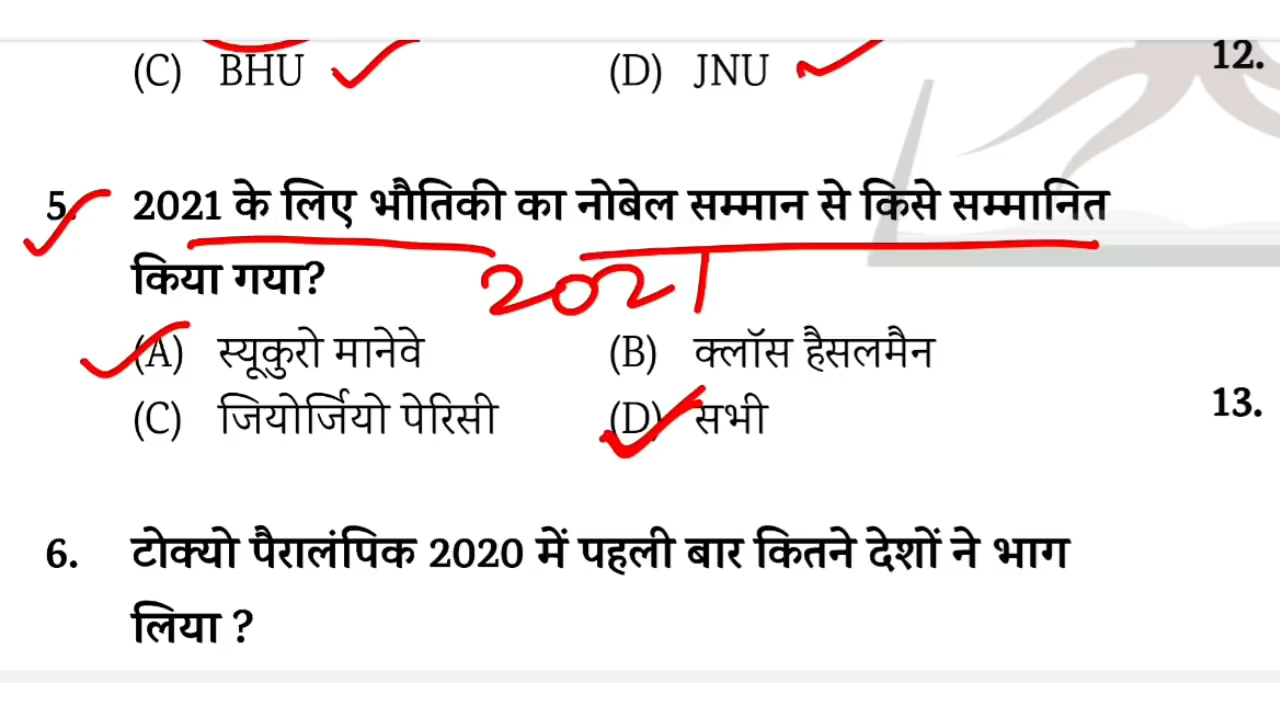 (C) BHU (D) JNU
12.
5. 2021 के लिए भौतिकी का नोबेल सम्मान से किसे सम्मानित
किया गया?
2021
(A) स्यूकुरो मानेवे (B) क्लॉस हैसलमैन
(C) जियोर्जियो पेरिसी (D) सभी
13.
6. टोक्यो पैरालंपिक 2020 में पहली बार कितने देशों ने भाग
लिया ?